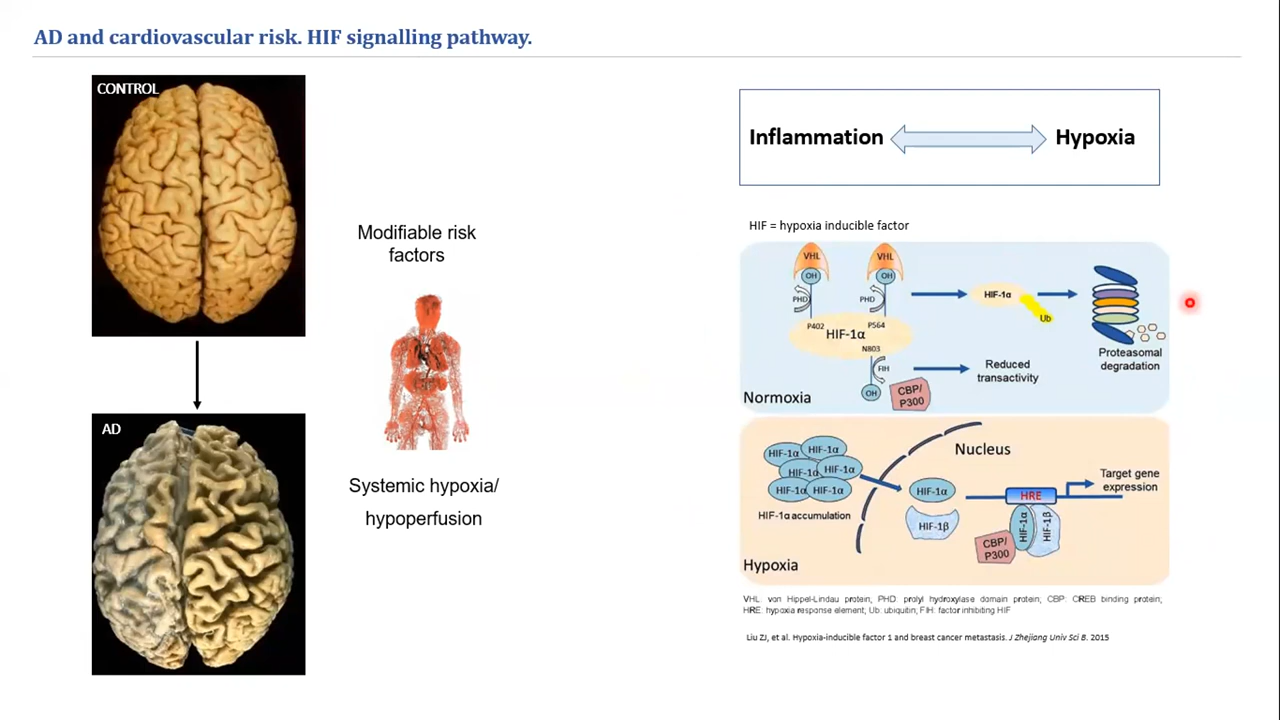 AD and cardiovascular risk. HIF signalling pathway.
CONTROL
AD
Modifiable risk
factors
Systemic hypoxia/
hypoperfusion
Inflammation
Hypoxia
HIF = hypoxia inducible factor
VHL
VHL
OH
OH
PHD
PHD
P402
P564
HIF-1α
N803
FIH
OH
CBP/
P300
HIF-1α
Ub
Reduced
transactivity
Proteasomal
degradation
Normoxia
HIF-1α
HIF-1α
HIF-1α
HIF-1α
HIF-1α
HIF-1α
HIF-1α accumulation
Nucleus
HIF-1α
HIF-1β
HRE
HIF-1α
HIF-1β
CBP/
P300
Target gene
expression
Hypoxia
VHL: von Hippel-Lindau protein; PHD: prolyl hydroxylase domain protein; CBP: CREB binding protein;
HRE: hypoxia response element; Ub: ubiquitin; FIH: factor inhibiting HIF
Liu ZJ, et al. Hypoxia-inducible factor 1 and breast cancer metastasis. J Zhejiang Univ Sci B. 2015